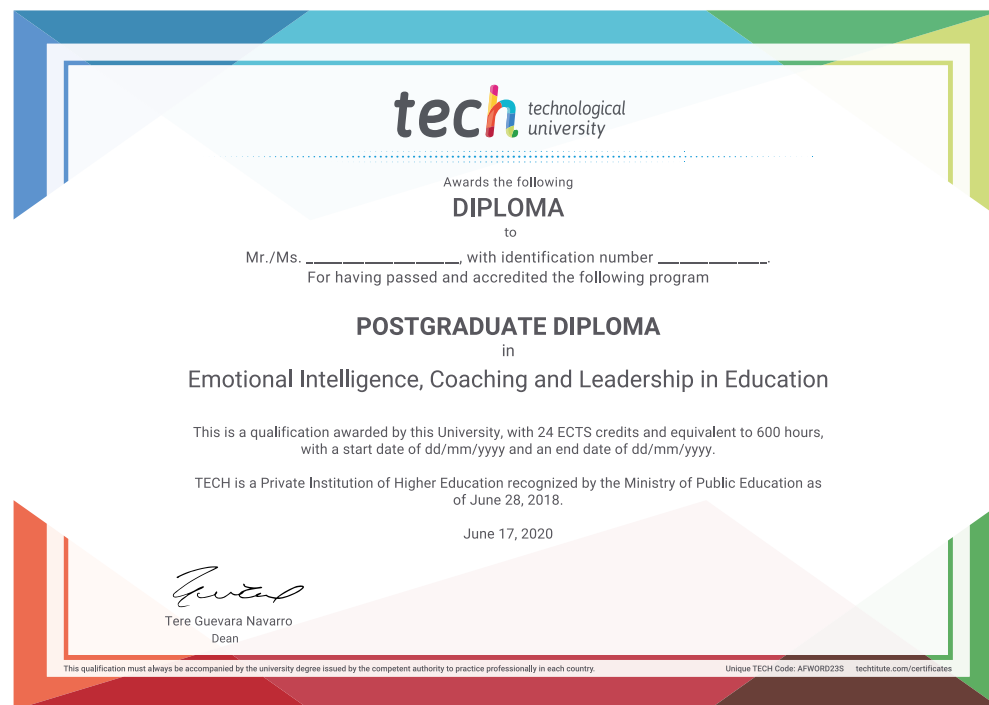 tech technological
university
Awards the following
DIPLOMA
to
Mr./Ms. ____________________, with identification number ______________.
For having passed and accredited the following program
POSTGRADUATE DIPLOMA
in
Emotional Intelligence, Coaching and Leadership in Education
This is a qualification awarded by this University, with 24 ECTS credits and equivalent to 600 hours,
with a start date of dd/mm/yyyy and an end date of dd/mm/yyyy.
TECH is a Private Institution of Higher Education recognized by the Ministry of Public Education as
of June 28, 2018.
June 17, 2020
Tere Guevara Navarro
Dean
This qualification must always be accompanied by the university degree issued by the competent authority to practice professionally in each country.
Unique TECH Code: AFWORD23S techtitute.com/certificates